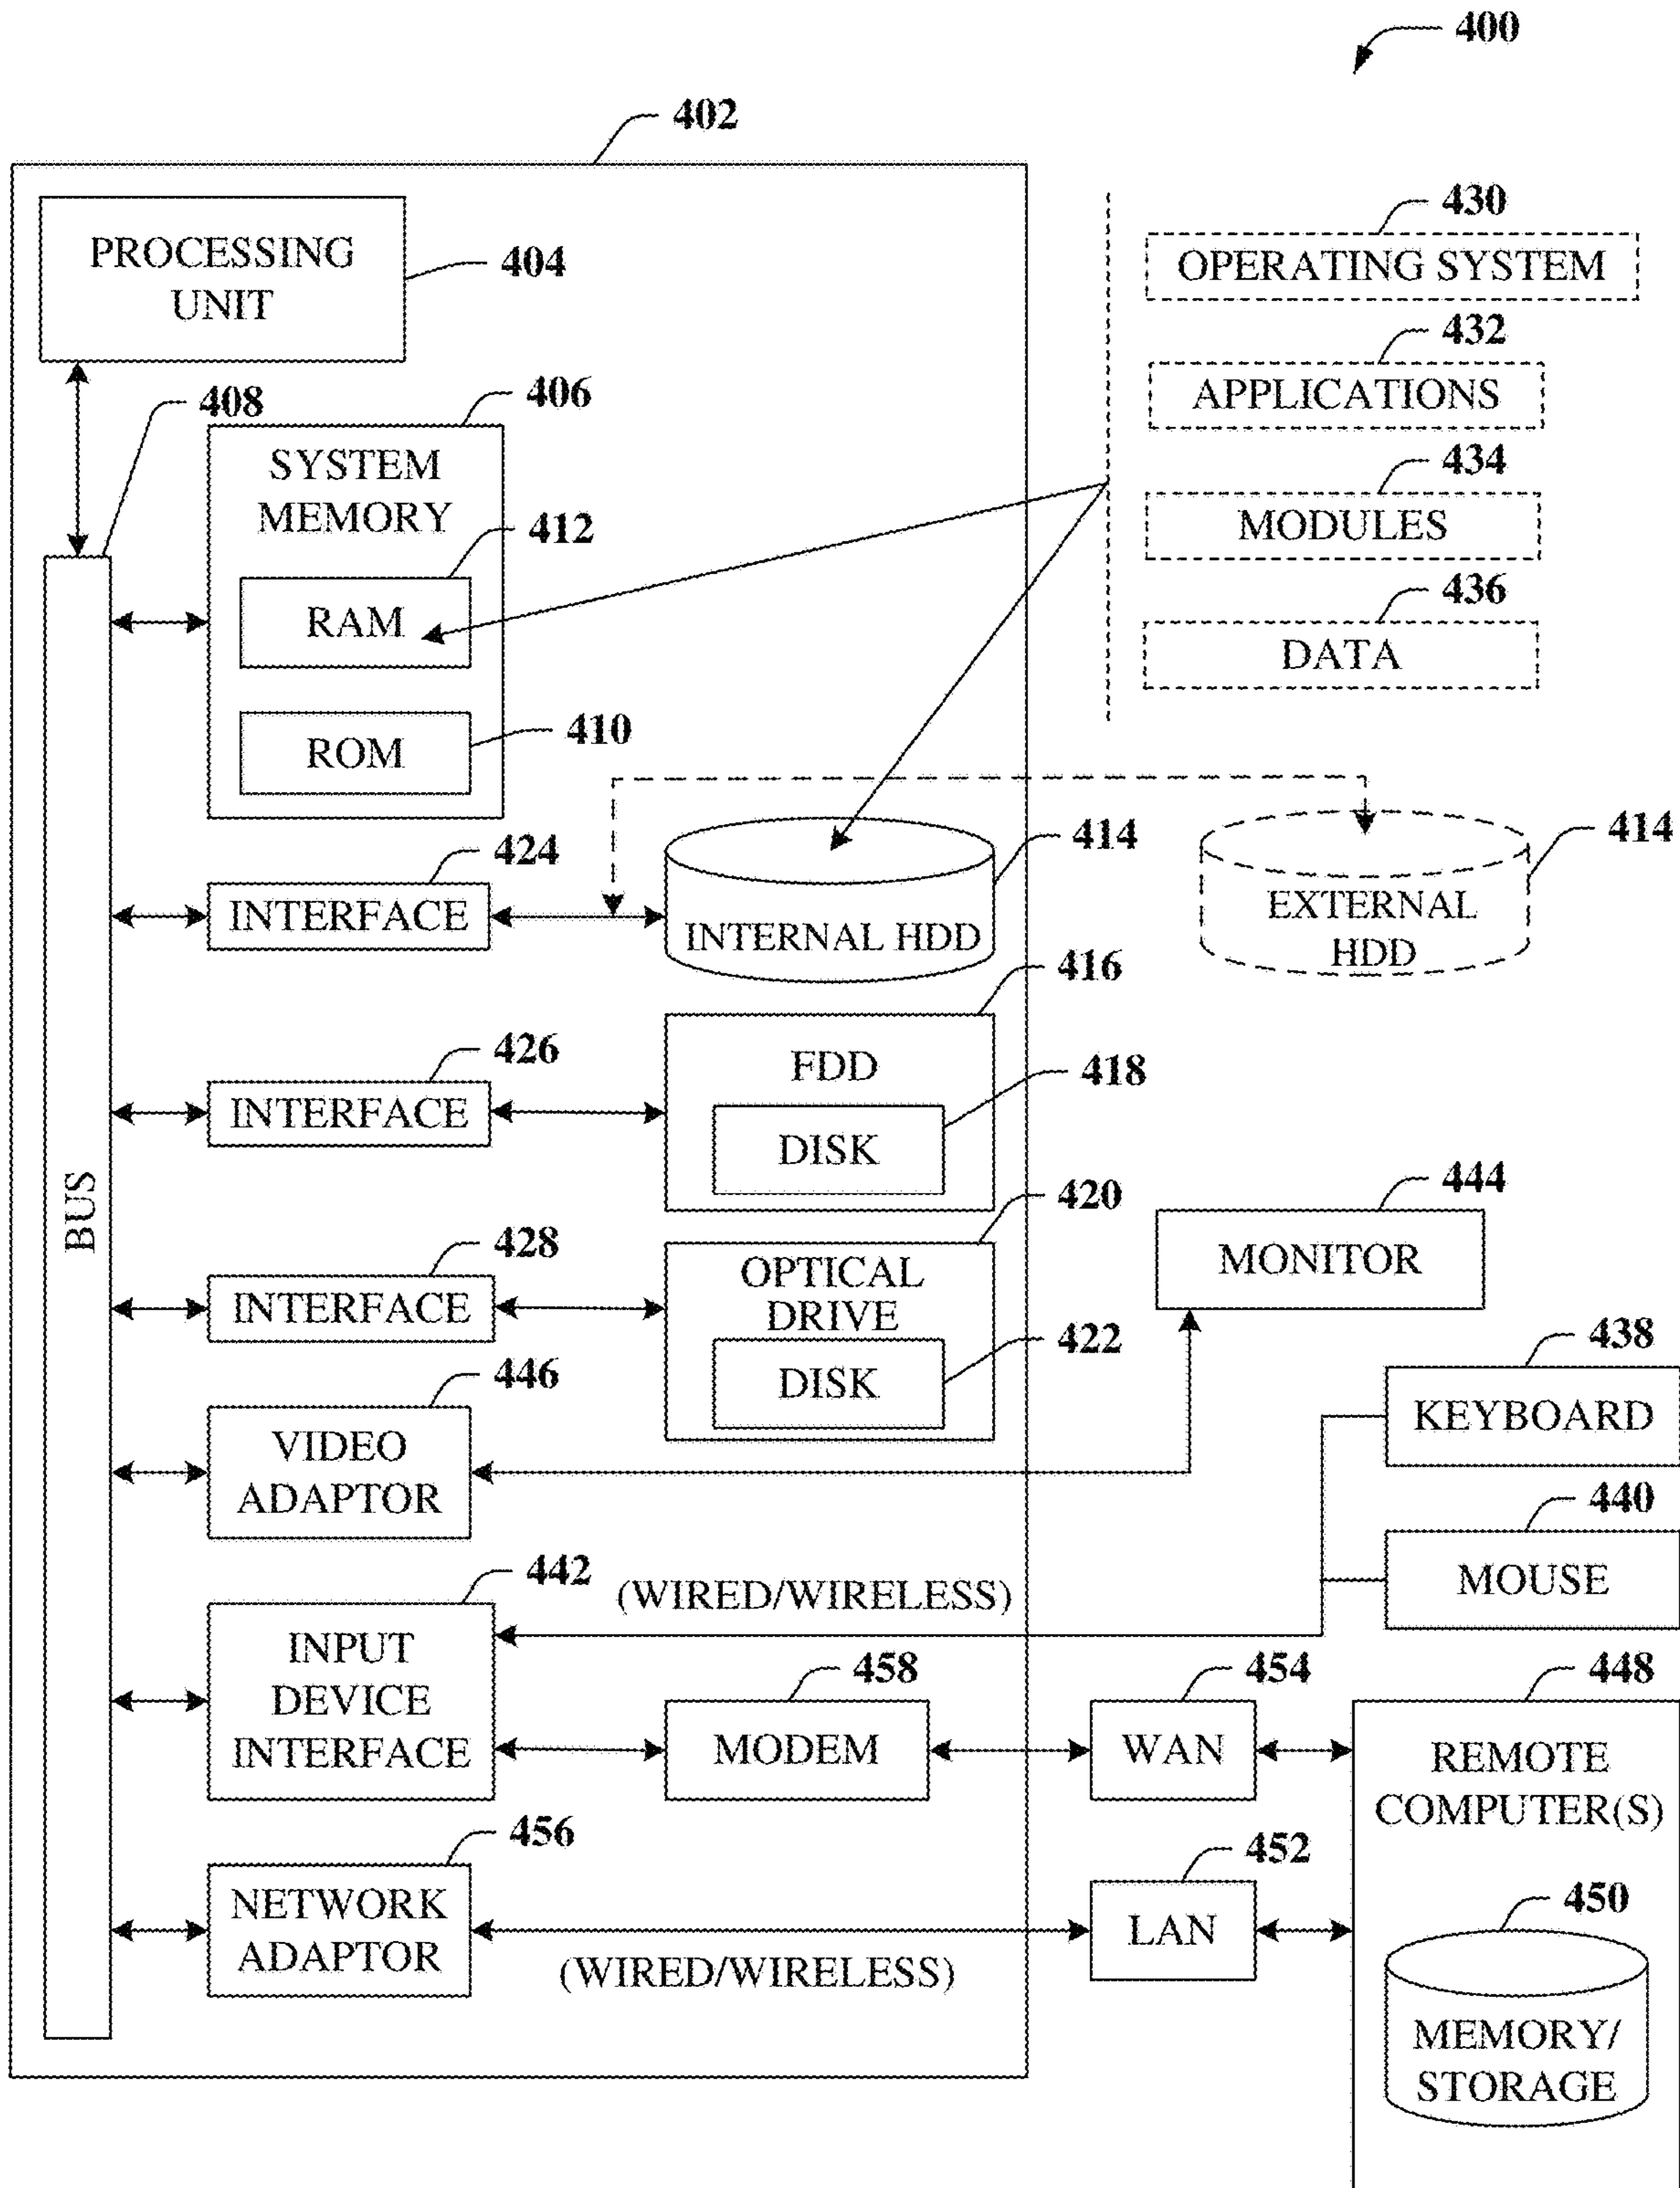 400
402
PROCESSING
UNIT
404
430
OPERATING SYSTEM
432
APPLICATIONS
434
MODULES
436
DATA
408
406
SYSTEM
MEMORY
412
RAM
410
ROM
BUS
424
INTERFACE
414
INTERNAL HDD
414
EXTERNAL
HDD
426
INTERFACE
416
FDD
418
DISK
428
INTERFACE
420
OPTICAL
DRIVE
422
DISK
444
MONITOR
446
VIDEO
ADAPTOR
438
KEYBOARD
440
MOUSE
442
INPUT
DEVICE
INTERFACE
(WIRED/WIRELESS)
458
MODEM
454
WAN
448
REMOTE
COMPUTER(S)
456
NETWORK
ADAPTOR
(WIRED/WIRELESS)
452
LAN
450
MEMORY/
STORAGE